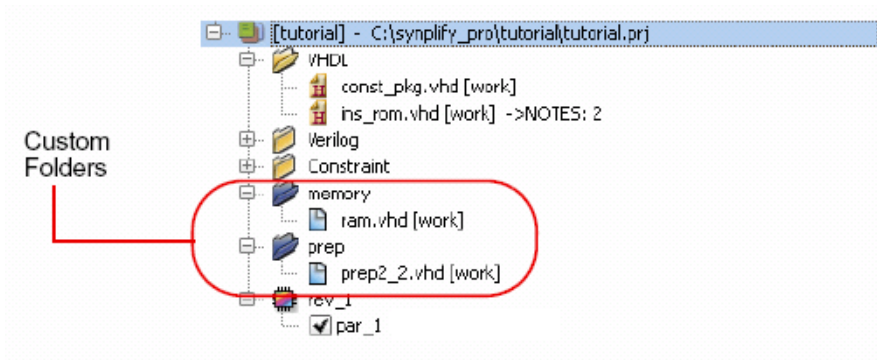 [tutorial] - C:\synplify_pro\tutorial\tutorial.prj
VHDL
const_pkg.vhd [work]
ins_rom.vhd [work] ->NOTES: 2
Verilog
Constraint
memory
ram.vhd [work]
prep
prep2_2.vhd [work]
rev_1
par_1
Custom
Folders